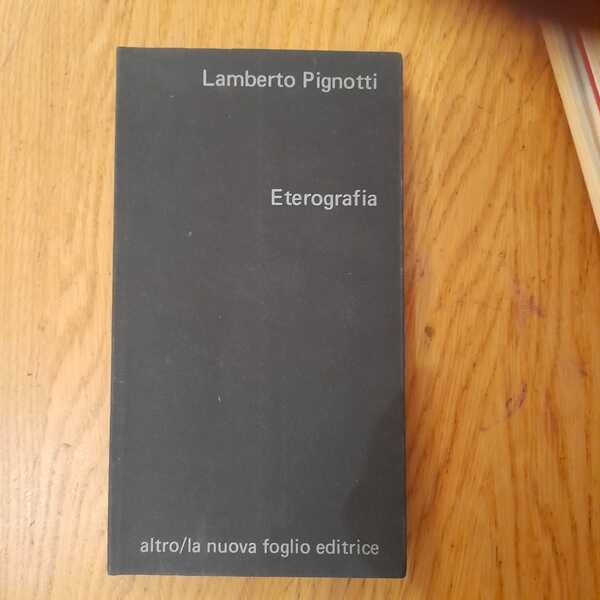 Lamberto Pignotti
Eterografia
altro/la nuova foglio editrice